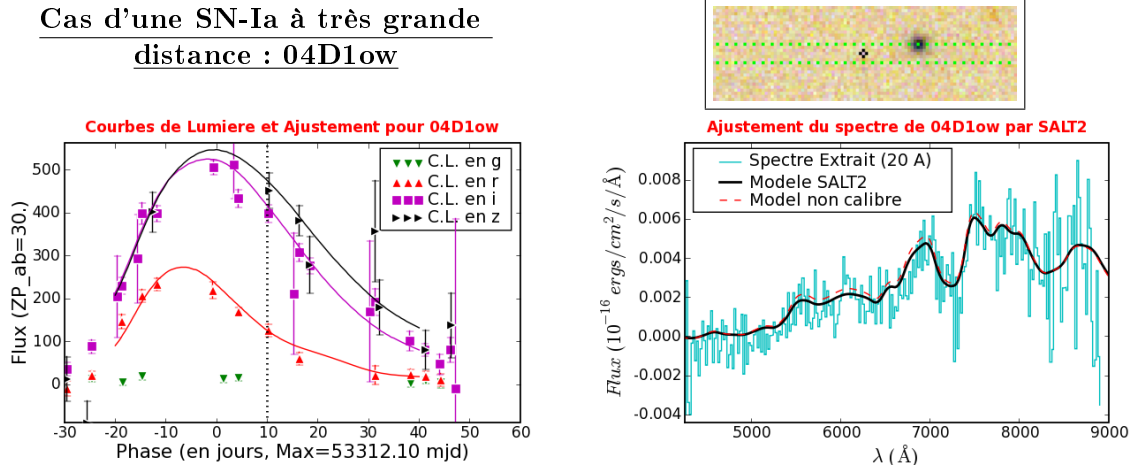 Cas d'une SN-Ia à très grande
distance : 04D1ow
Courbes de Lumiere et Ajustement pour 04D1ow
500
400
300
200
100
0
Flux (ZP_ab=30.)
C.L. en g
C.L. en r
C.L. en i
C.L. en z
-30 -20 -10 0 10 20 30 40 50 60
Phase (en jours, Max=53312.10 mjd)
Ajustement du spectre de 04D1ow par SALT2
0.008
0.006
0.004
0.002
0.000
-0.002
-0.004
Flux (10⁻¹⁶ ergs/cm²/s/Å)
Spectre Extrait (20 A)
Modele SALT2
Model non calibre
5000 6000 7000 8000 9000
λ (Å)